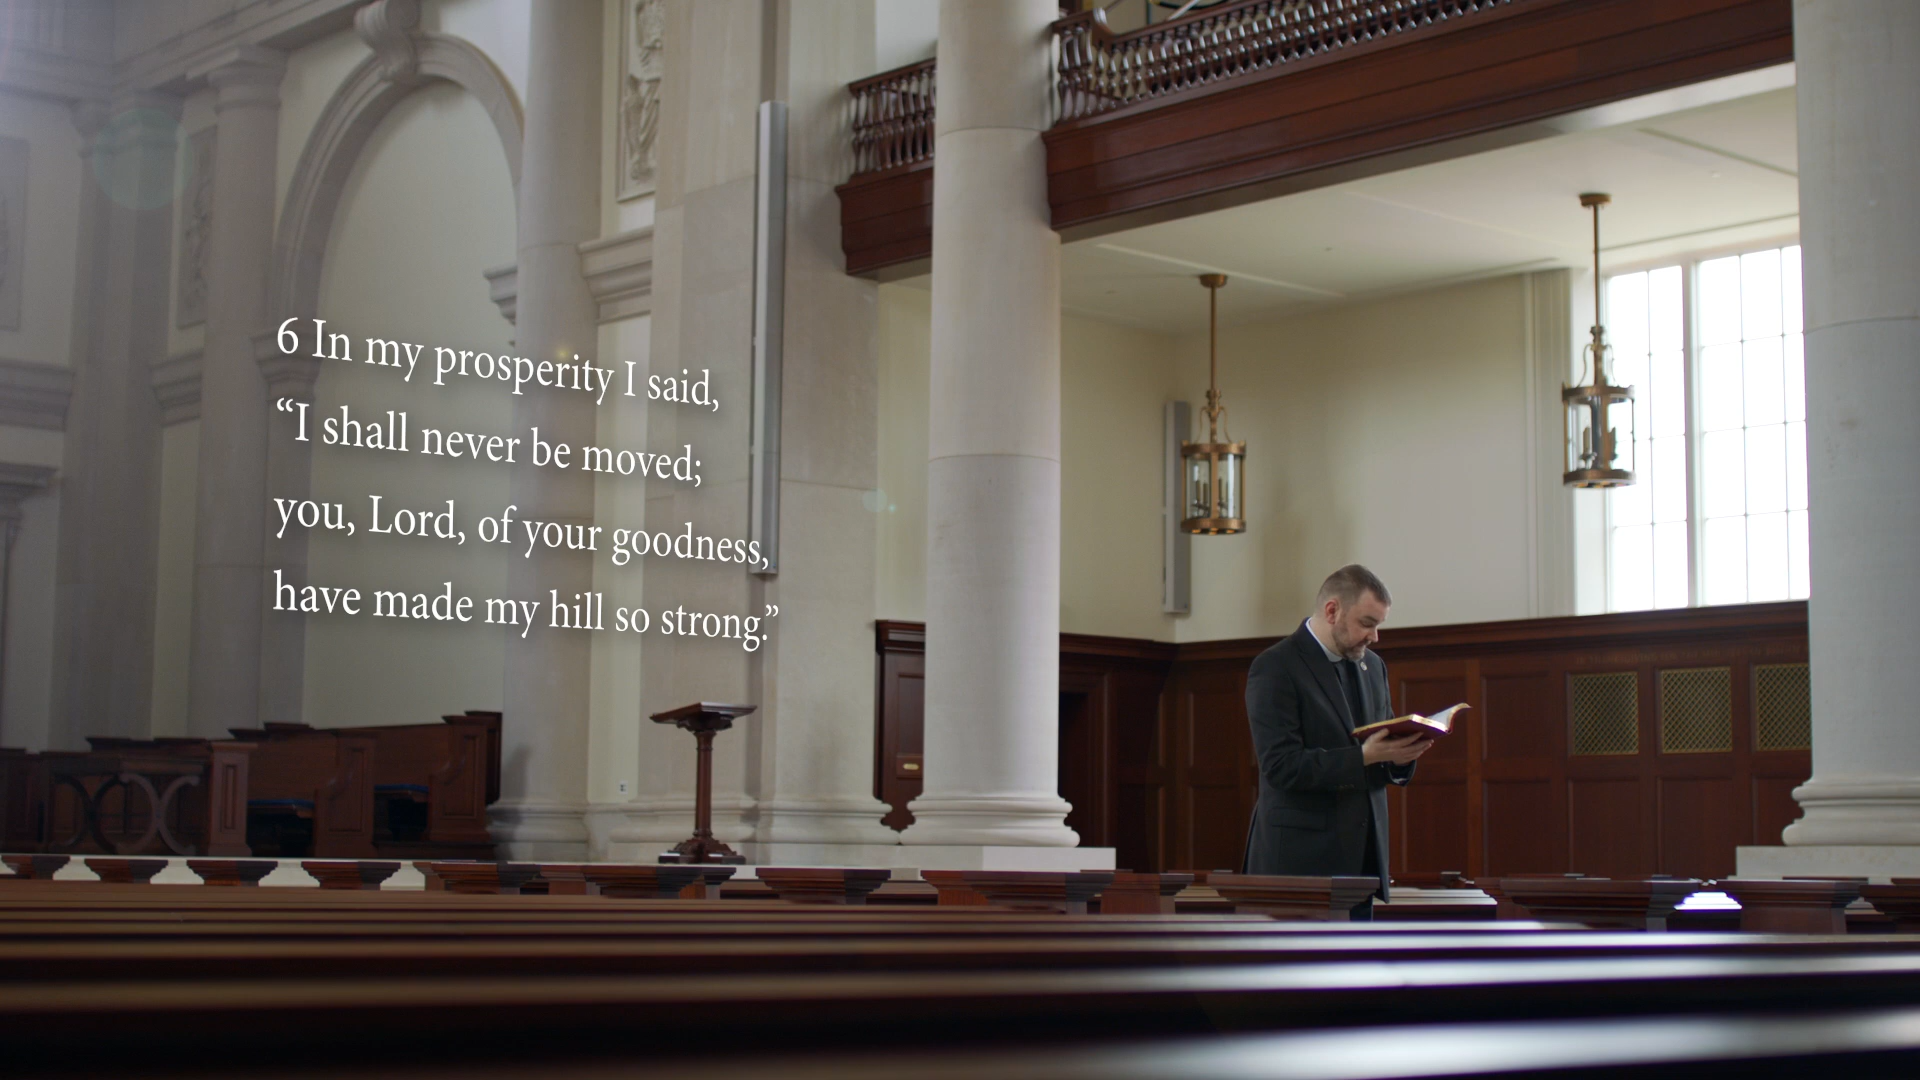 6 In my prosperity I said,
“I shall never be moved;
you, Lord, of your goodness,
have made my hill so strong.”